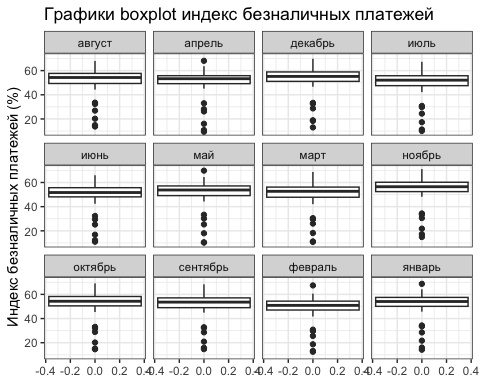 Графики boxplot индекс безналичных платежей
Индекс безналичных платежей (%)
август апрель декабрь июль
60
40
20
июнь май март ноябрь
60
40
20
октябрь сентябрь февраль январь
60
40
20
-0.4 -0.2 0.0 0.2 0.4 -0.4 -0.2 0.0 0.2 0.4 -0.4 -0.2 0.0 0.2 0.4 -0.4 -0.2 0.0 0.2 0.4